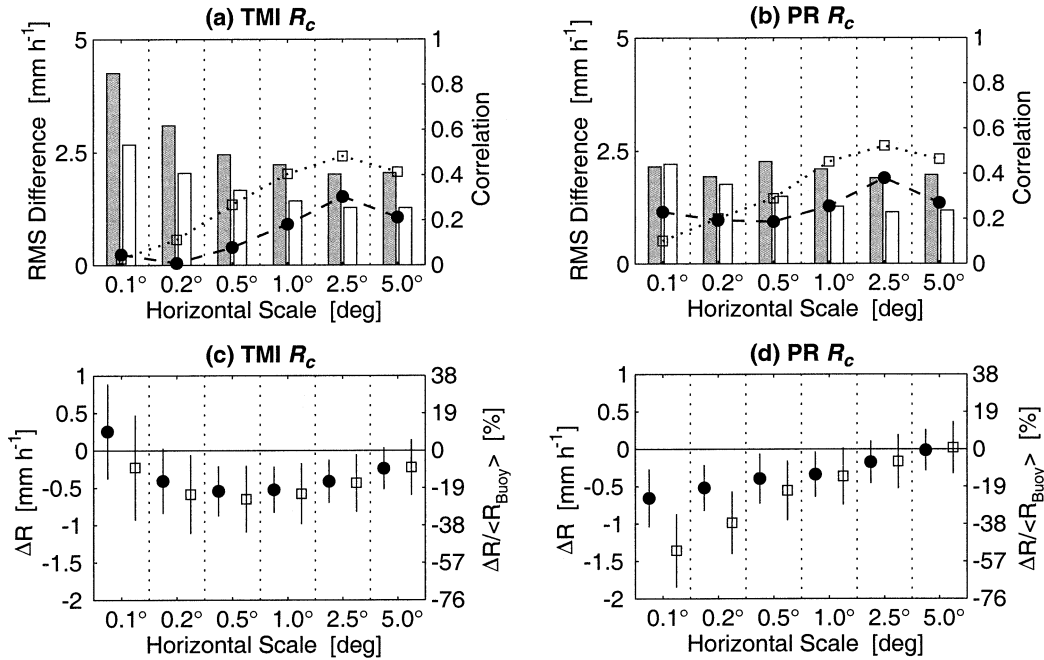 (a) TMI Rc
5
2.5
0
RMS Difference [mm h-1]
1
0.8
0.6
0.4
0.2
0
Correlation
0.1° 0.2° 0.5° 1.0° 2.5° 5.0°
Horizontal Scale [deg]
(b) PR Rc
5
2.5
0
RMS Difference [mm h-1]
1
0.8
0.6
0.4
0.2
0
Correlation
0.1° 0.2° 0.5° 1.0° 2.5° 5.0°
Horizontal Scale [deg]
(c) TMI Rc
1
0.5
0
-0.5
-1
-1.5
-2
ΔR [mm h-1]
38
19
0
-19
-38
-57
-76
ΔR/<RBuoy> [%]
0.1° 0.2° 0.5° 1.0° 2.5° 5.0°
Horizontal Scale [deg]
(d) PR Rc
1
0.5
0
-0.5
-1
-1.5
-2
ΔR [mm h-1]
38
19
0
-19
-38
-57
-76
ΔR/<RBuoy> [%]
0.1° 0.2° 0.5° 1.0° 2.5° 5.0°
Horizontal Scale [deg]